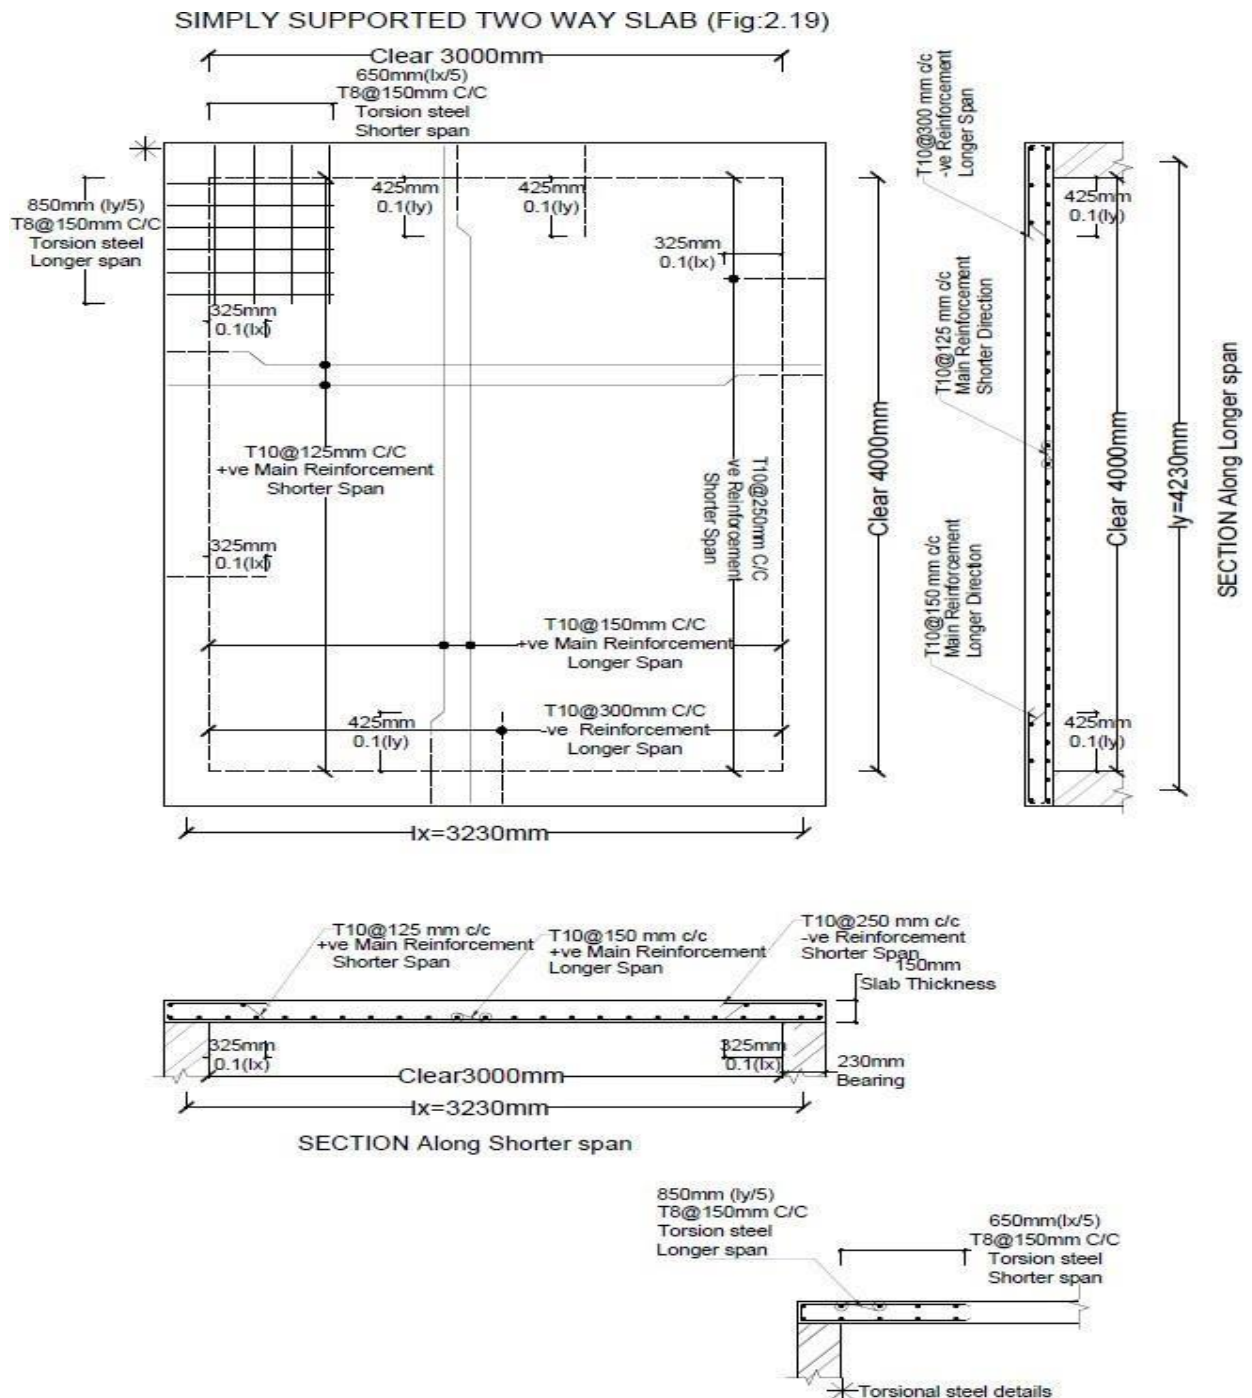 SIMPLY SUPPORTED TWO WAY SLAB (Fig:2.19)
Clear 3000mm
650mm(lx/5)
T8@150mm C/C
Torsion steel
Shorter span
850mm (ly/5)
T8@150mm C/C
Torsion steel
Longer span
425mm
0.1(ly)
425mm
0.1(ly)
325mm
0.1(lx)
325mm
0.1(lx)
T10@125mm C/C
+ve Main Reinforcement
Shorter Span
T10@250mm C/C
-ve Reinforcement
Shorter Span
Clear 4000mm
325mm
0.1(lx)
T10@150mm C/C
+ve Main Reinforcement
Longer Span
T10@300mm C/C
-ve Reinforcement
Longer Span
425mm
0.1(ly)
lx=3230mm
T10@300 mm c/c
-ve Reinforcement
Longer Span
425mm
0.1(ly)
T10@125 mm c/c
Main Reinforcement
Shorter Direction
T10@150 mm c/c
Main Reinforcement
Longer Direction
Clear 4000mm
ly=4230mm
425mm
0.1(ly)
SECTION Along Longer span
T10@125 mm c/c
+ve Main Reinforcement
Shorter Span
T10@150 mm c/c
+ve Main Reinforcement
Longer Span
T10@250 mm c/c
-ve Reinforcement
Shorter Span
150mm
Slab Thickness
325mm
0.1(lx)
325mm
0.1(lx)
230mm
Bearing
Clear3000mm
lx=3230mm
SECTION Along Shorter span
850mm (ly/5)
T8@150mm C/C
Torsion steel
Longer span
650mm(lx/5)
T8@150mm C/C
Torsion steel
Shorter span
Torsional steel details